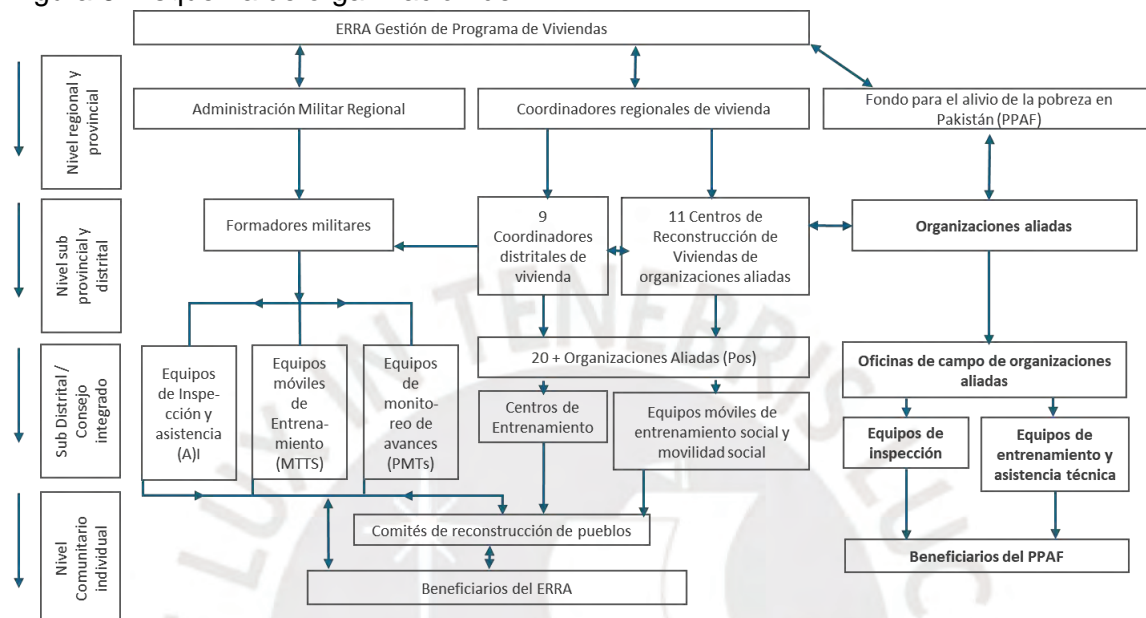 ERRA Gestión de Programa de Viviendas
Nivel regional y
provincial
Administración Militar Regional
Coordinadores regionales de vivienda
Fondo para el alivio de la pobreza en
Pakistán (PPAF)
Nivel sub
provincial y
distrital
Formadores militares
9
Coordinadores
distritales de
vivienda
11 Centros de
Reconstrucción de
Viviendas de
organizaciones aliadas
Organizaciones aliadas
Sub Distrital /
Consejo
integrado
Equipos
de Inspe-
cción y
asistencia
(A)I
Equipos
móviles
de
Entrena-
miento
(MTTS)
Equipos
de
monito-
reo de
avances
(PMTs)
20 + Organizaciones Aliadas (Pos)
Centros de
Entrenamiento
Equipos móviles de
entrenamiento social y
movilidad social
Oficinas de campo de organizaciones
aliadas
Equipos de
inspección
Equipos de
entrenamiento y
asistencia técnica
Nivel
Comunitario
individual
Comités de reconstrucción de pueblos
Beneficiarios del ERRA
Beneficiarios del PPAF
LUX IN TENEBRIS LUC